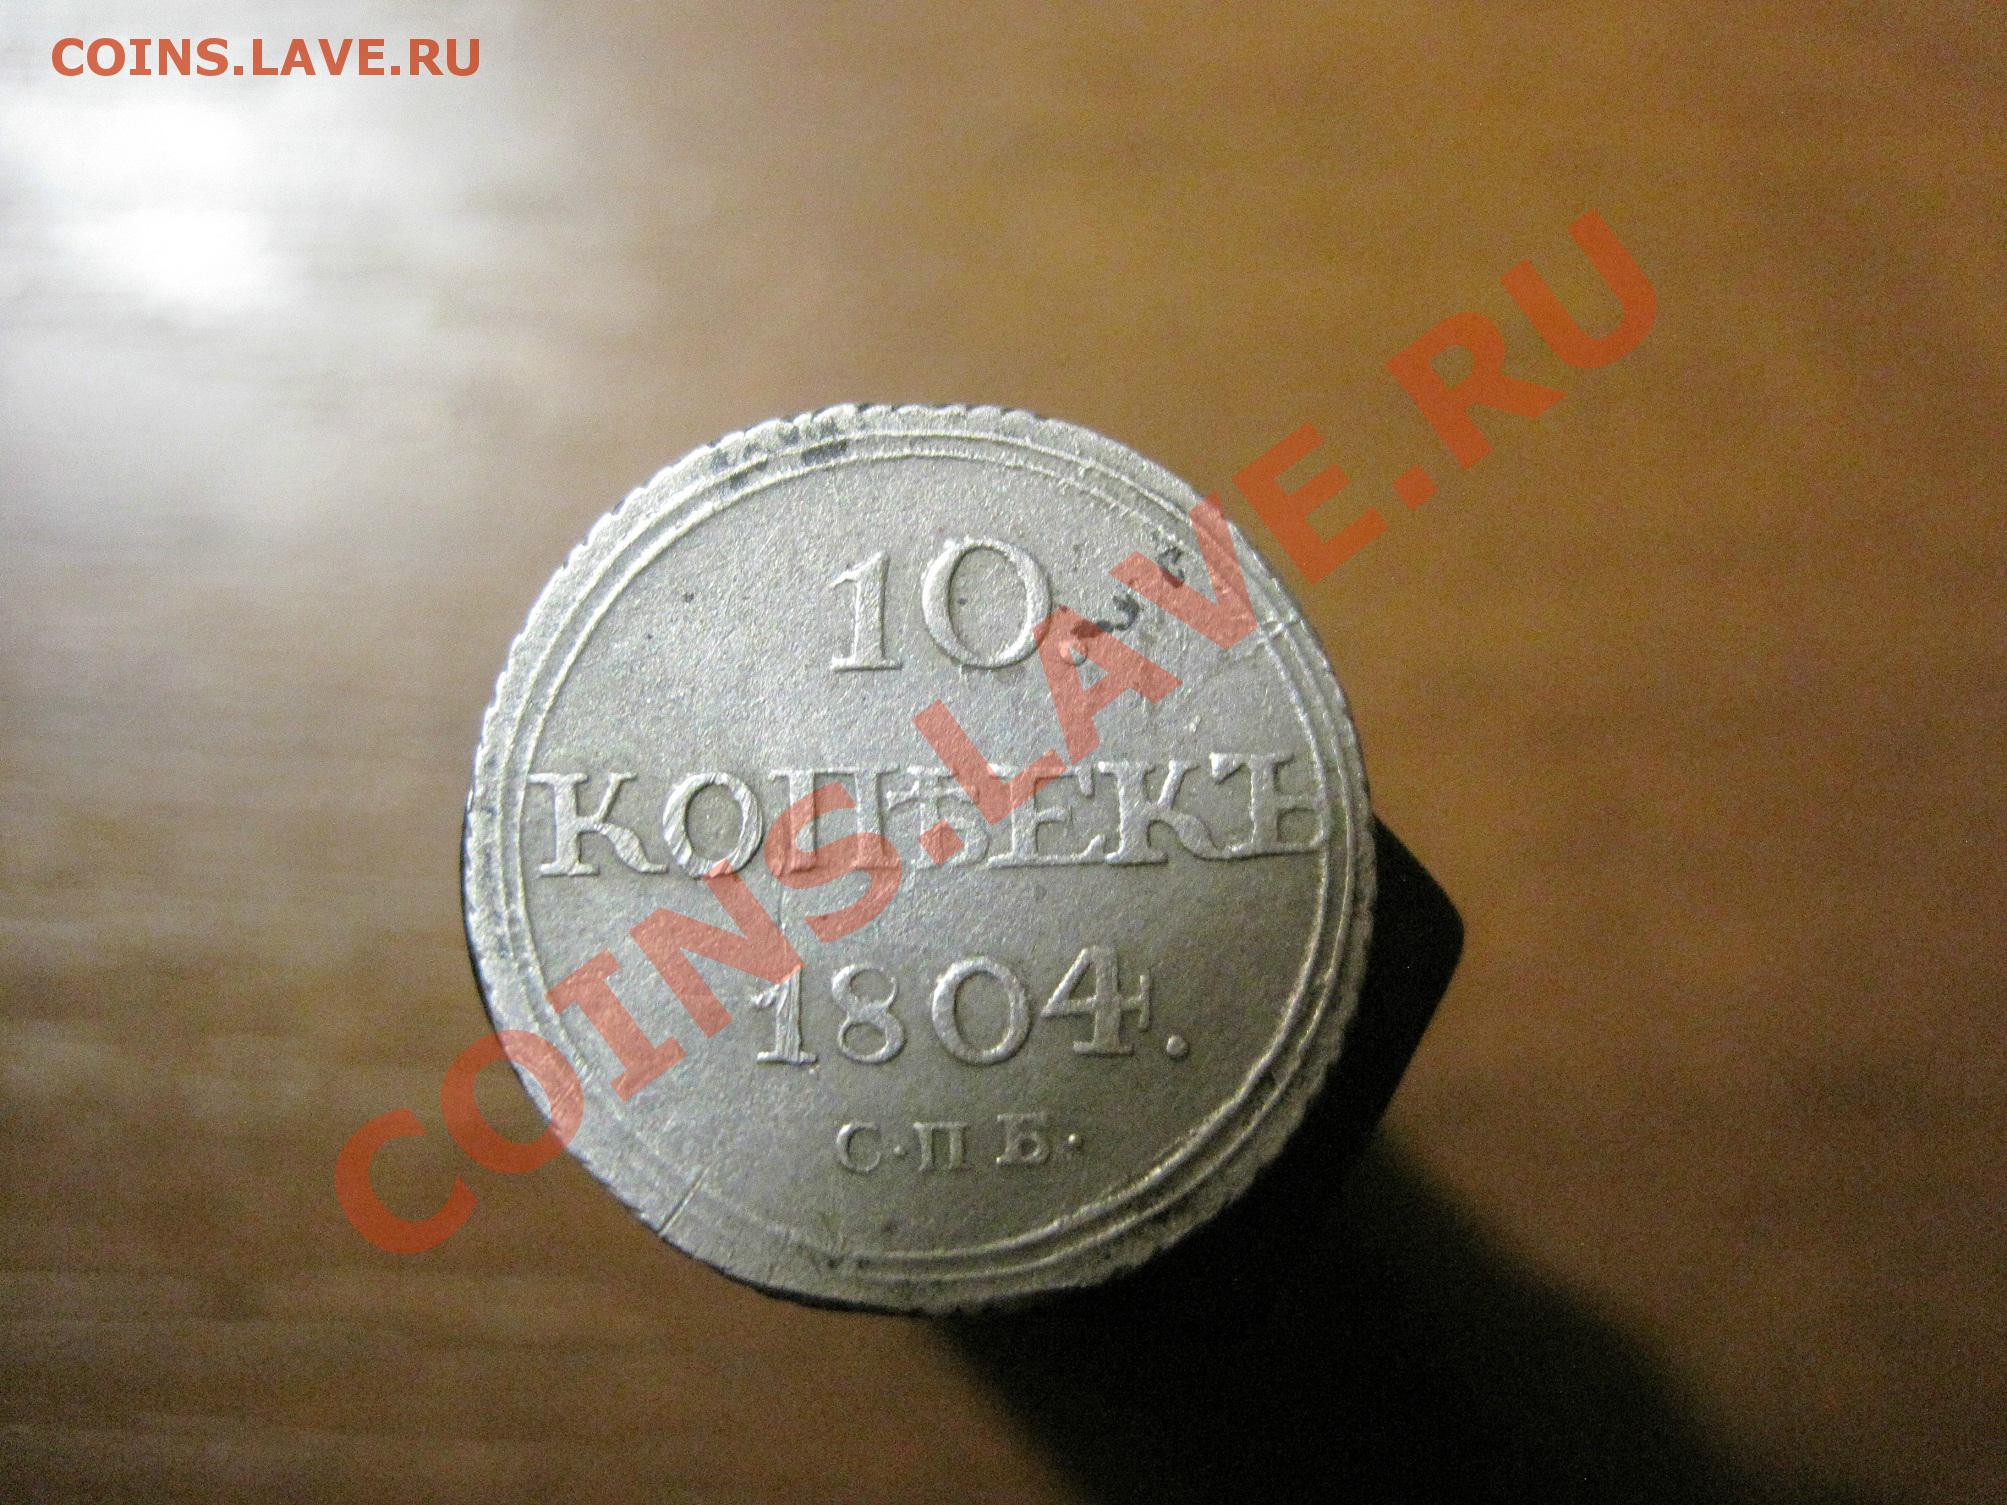 COINS.LAVE.RU
10.
КОПѢЕКЪ
1804.
С·П Б·
COINS.LAVE.RU